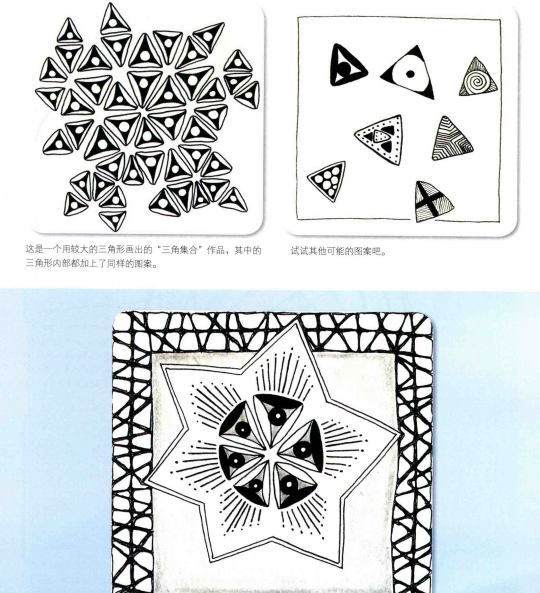 这是一个用较大的三角形画出的“三角集合”作品，其中的
三角形内部都加上了同样的图案。
试试其他可能的图案吧。